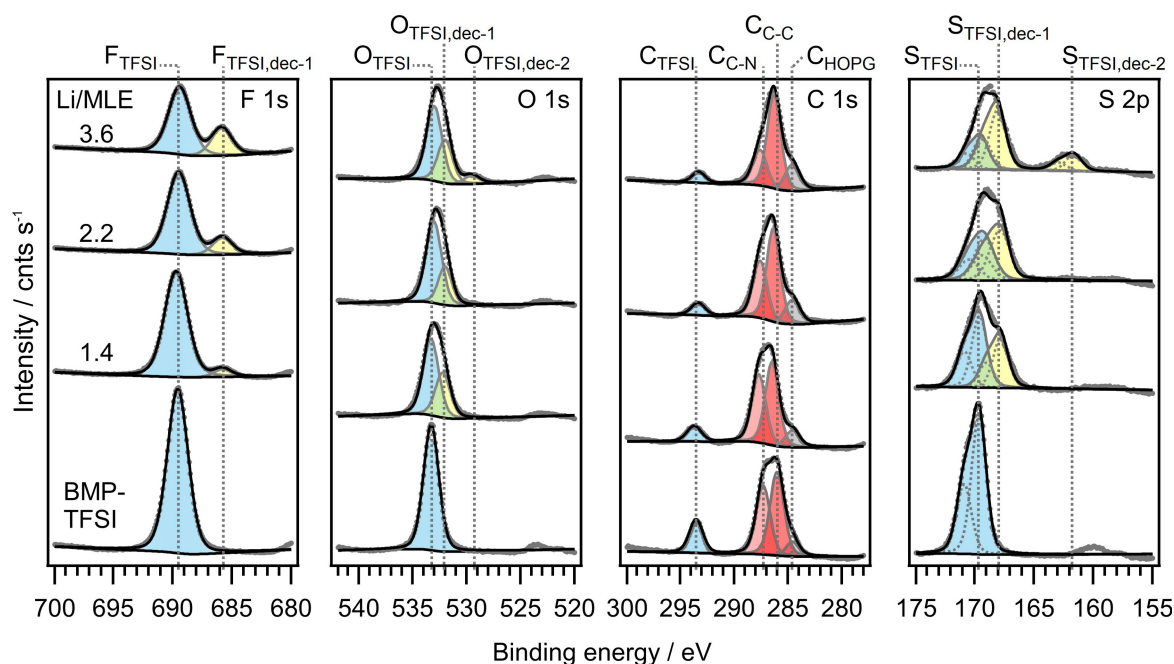 O_TFSI,dec-1
C_C-C
S_TFSI,dec-1
F_TFSI F_TFSI,dec-1
O_TFSI O_TFSI,dec-2
C_TFSI C_C-N C_HOPG
S_TFSI S_TFSI,dec-2
Li/MLE F 1s
O 1s
C 1s
S 2p
3.6
2.2
1.4
BMP-
TFSI
Intensity / cnts s⁻¹
700 695 690 685 680
540 530 520
300 295 290 285 280
175 170 165 160 155
Binding energy / eV